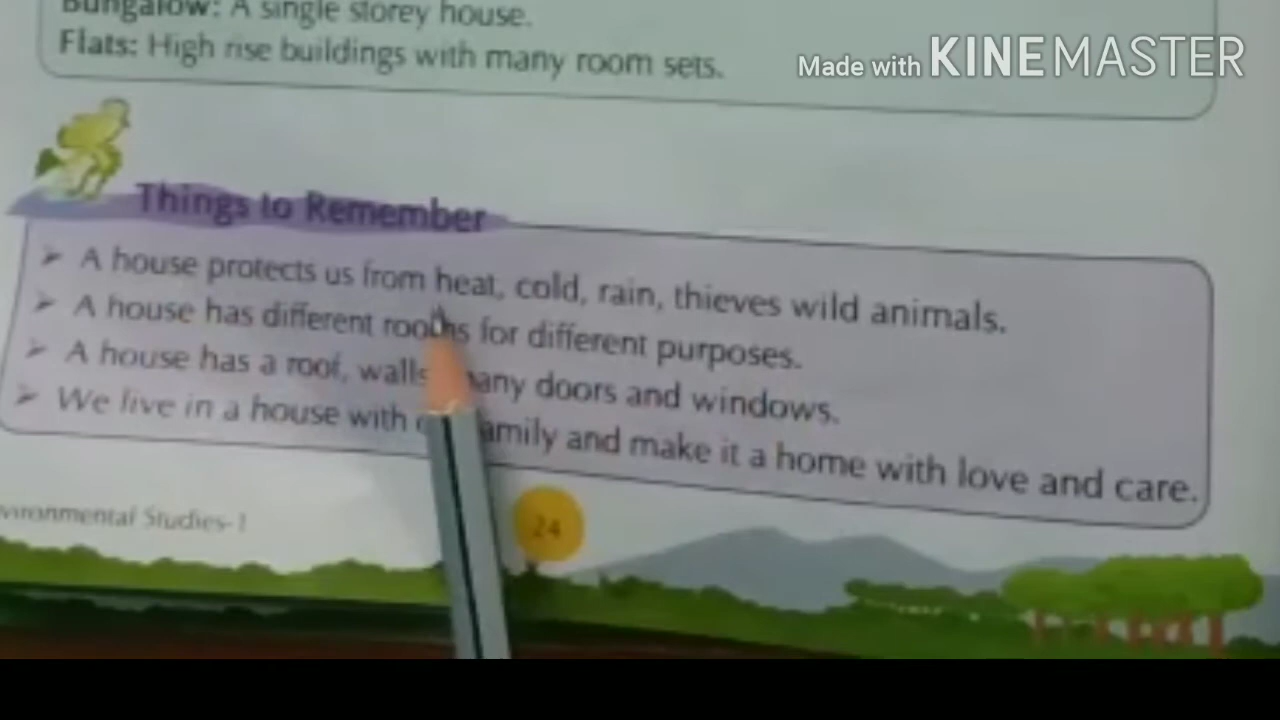 Bungalow: A single storey house.
Flats: High rise buildings with many room sets.
Made with KINEMASTER
Things to Remember
➤ A house protects us from heat, cold, rain, thieves wild animals.
➤ A house has different rooms for different purposes.
➤ A house has a roof, walls many doors and windows.
➤ We live in a house with family and make it a home with love and care.
Environmental Studies-1
24